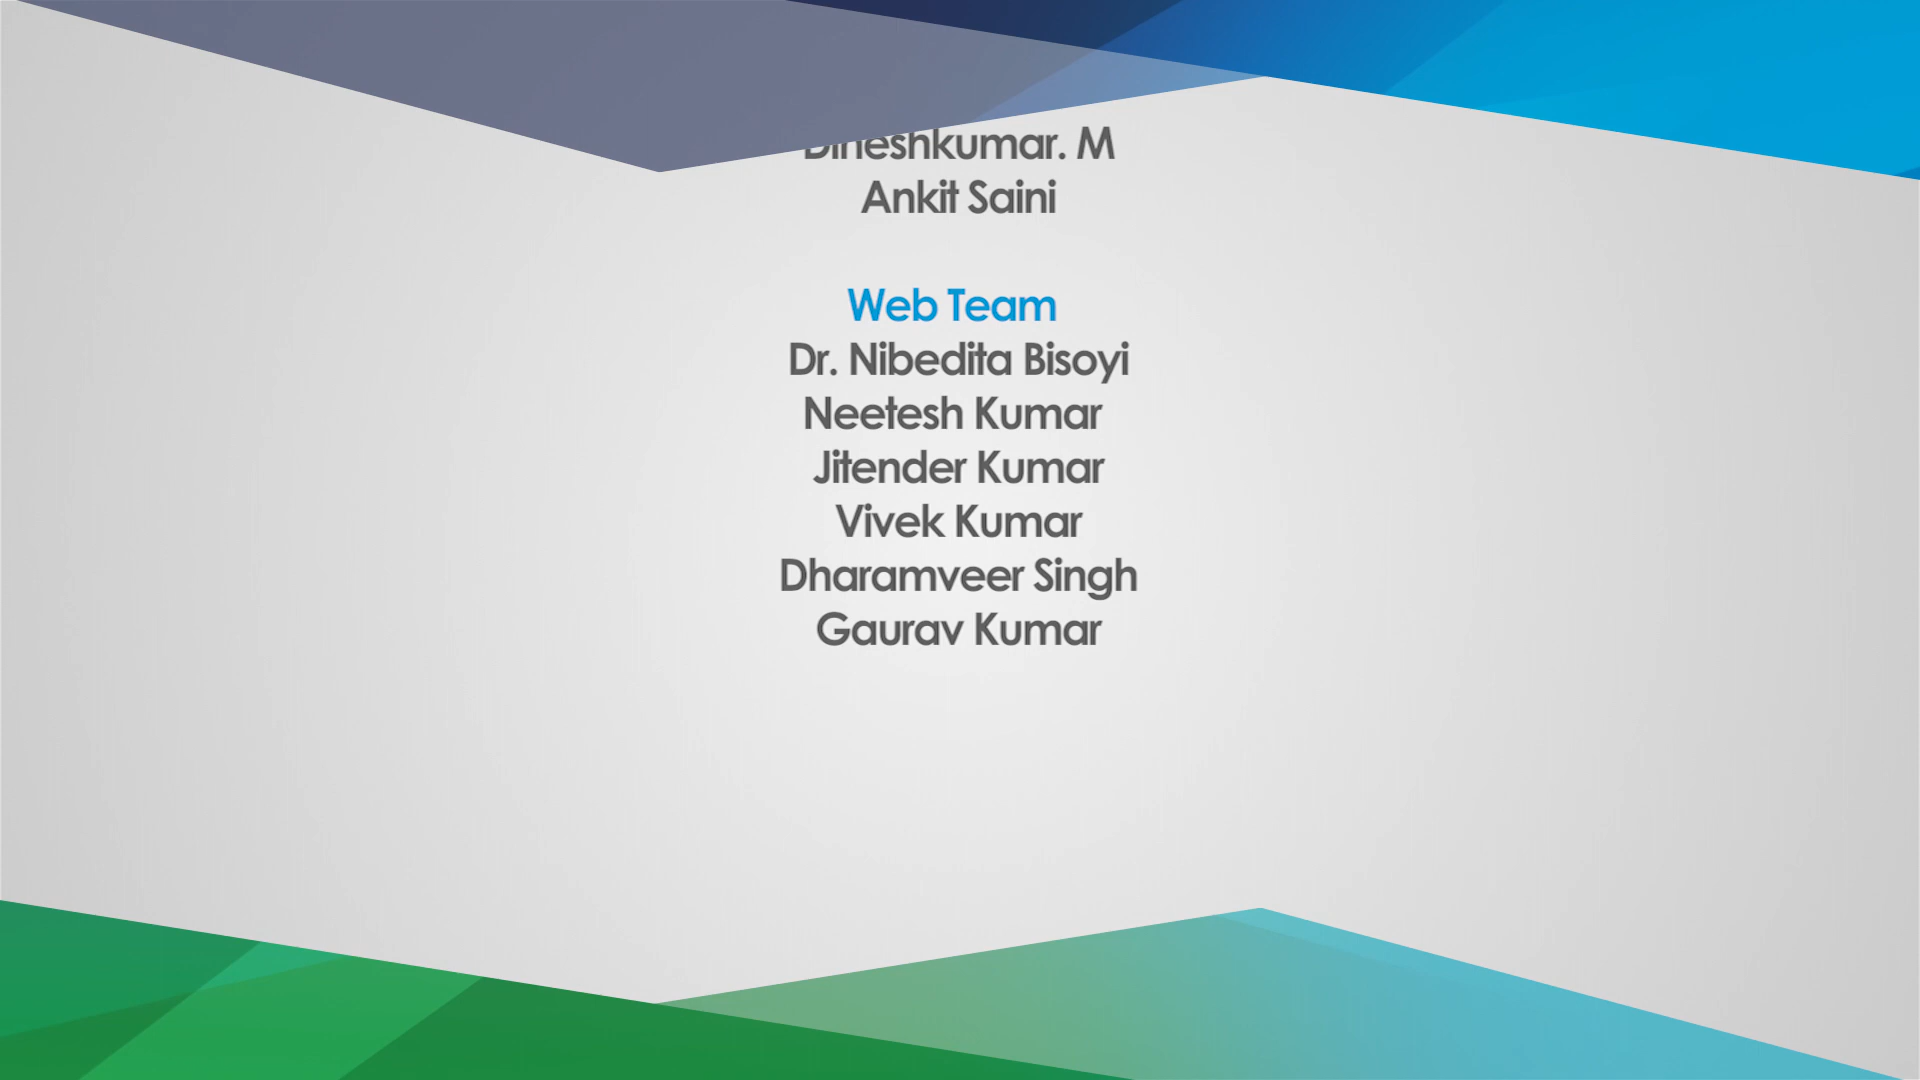 Dineshkumar. M
Ankit Saini
Web Team
Dr. Nibedita Bisoyi
Neetesh Kumar
Jitender Kumar
Vivek Kumar
Dharamveer Singh
Gaurav Kumar